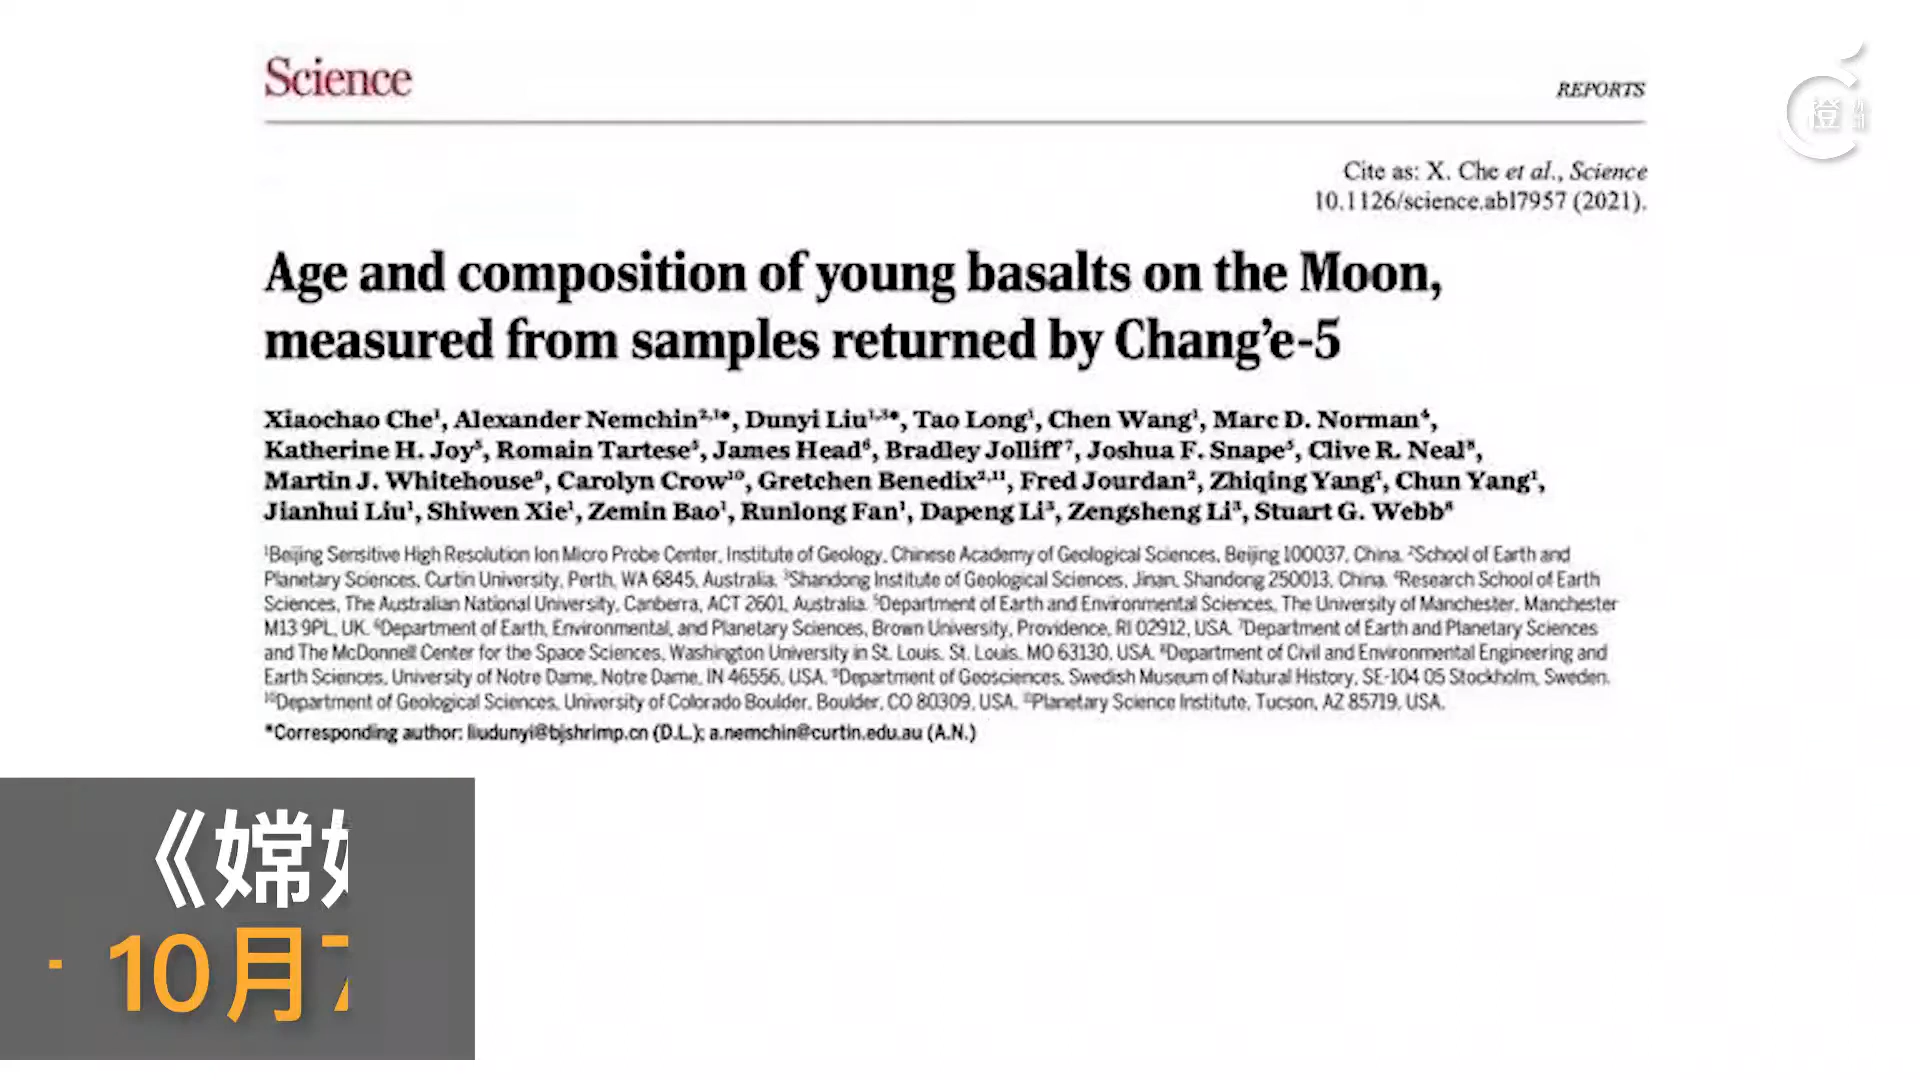 Science
REPORTS
Cite as: X. Che et al., Science
10.1126/science.abl7957 (2021).
Age and composition of young basalts on the Moon,
measured from samples returned by Chang’e-5
Xiaochao Che¹, Alexander Nemchin²,¹*, Dunyi Liu¹,³*, Tao Long¹, Chen Wang¹, Marc D. Norman⁴,
Katherine H. Joy⁵, Romain Tartese⁵, James Head⁶, Bradley Jolliff⁷, Joshua F. Snape⁵, Clive R. Neal⁸,
Martin J. Whitehouse⁹, Carolyn Crow¹⁰, Gretchen Benedix²,¹¹, Fred Jourdan², Zhiqing Yang¹, Chun Yang¹,
Jianhui Liu¹, Shiwen Xie¹, Zemin Bao¹, Runlong Fan¹, Dapeng Li³, Zengsheng Li³, Stuart G. Webb⁸
¹Beijing Sensitive High Resolution Ion Micro Probe Center, Institute of Geology, Chinese Academy of Geological Sciences, Beijing 100037, China. ²School of Earth and
Planetary Sciences, Curtin University, Perth, WA 6845, Australia. ³Shandong Institute of Geological Sciences, Jinan, Shandong 250013, China. ⁴Research School of Earth
Sciences, The Australian National University, Canberra, ACT 2601, Australia. ⁵Department of Earth and Environmental Sciences, The University of Manchester, Manchester
M13 9PL, UK. ⁶Department of Earth, Environmental, and Planetary Sciences, Brown University, Providence, RI 02912, USA. ⁷Department of Earth and Planetary Sciences
and The McDonnell Center for the Space Sciences, Washington University in St. Louis, St. Louis, MO 63130, USA. ⁸Department of Civil and Environmental Engineering and
Earth Sciences, University of Notre Dame, Notre Dame, IN 46556, USA. ⁹Department of Geosciences, Swedish Museum of Natural History, SE-104 05 Stockholm, Sweden.
¹⁰Department of Geological Sciences, University of Colorado Boulder, Boulder, CO 80309, USA. ¹¹Planetary Science Institute, Tucson, AZ 85719, USA.
*Corresponding author: liudunyi@bjshrimp.cn (D.L.); a.nemchin@curtin.edu.au (A.N.)
橙
《嫦
10月